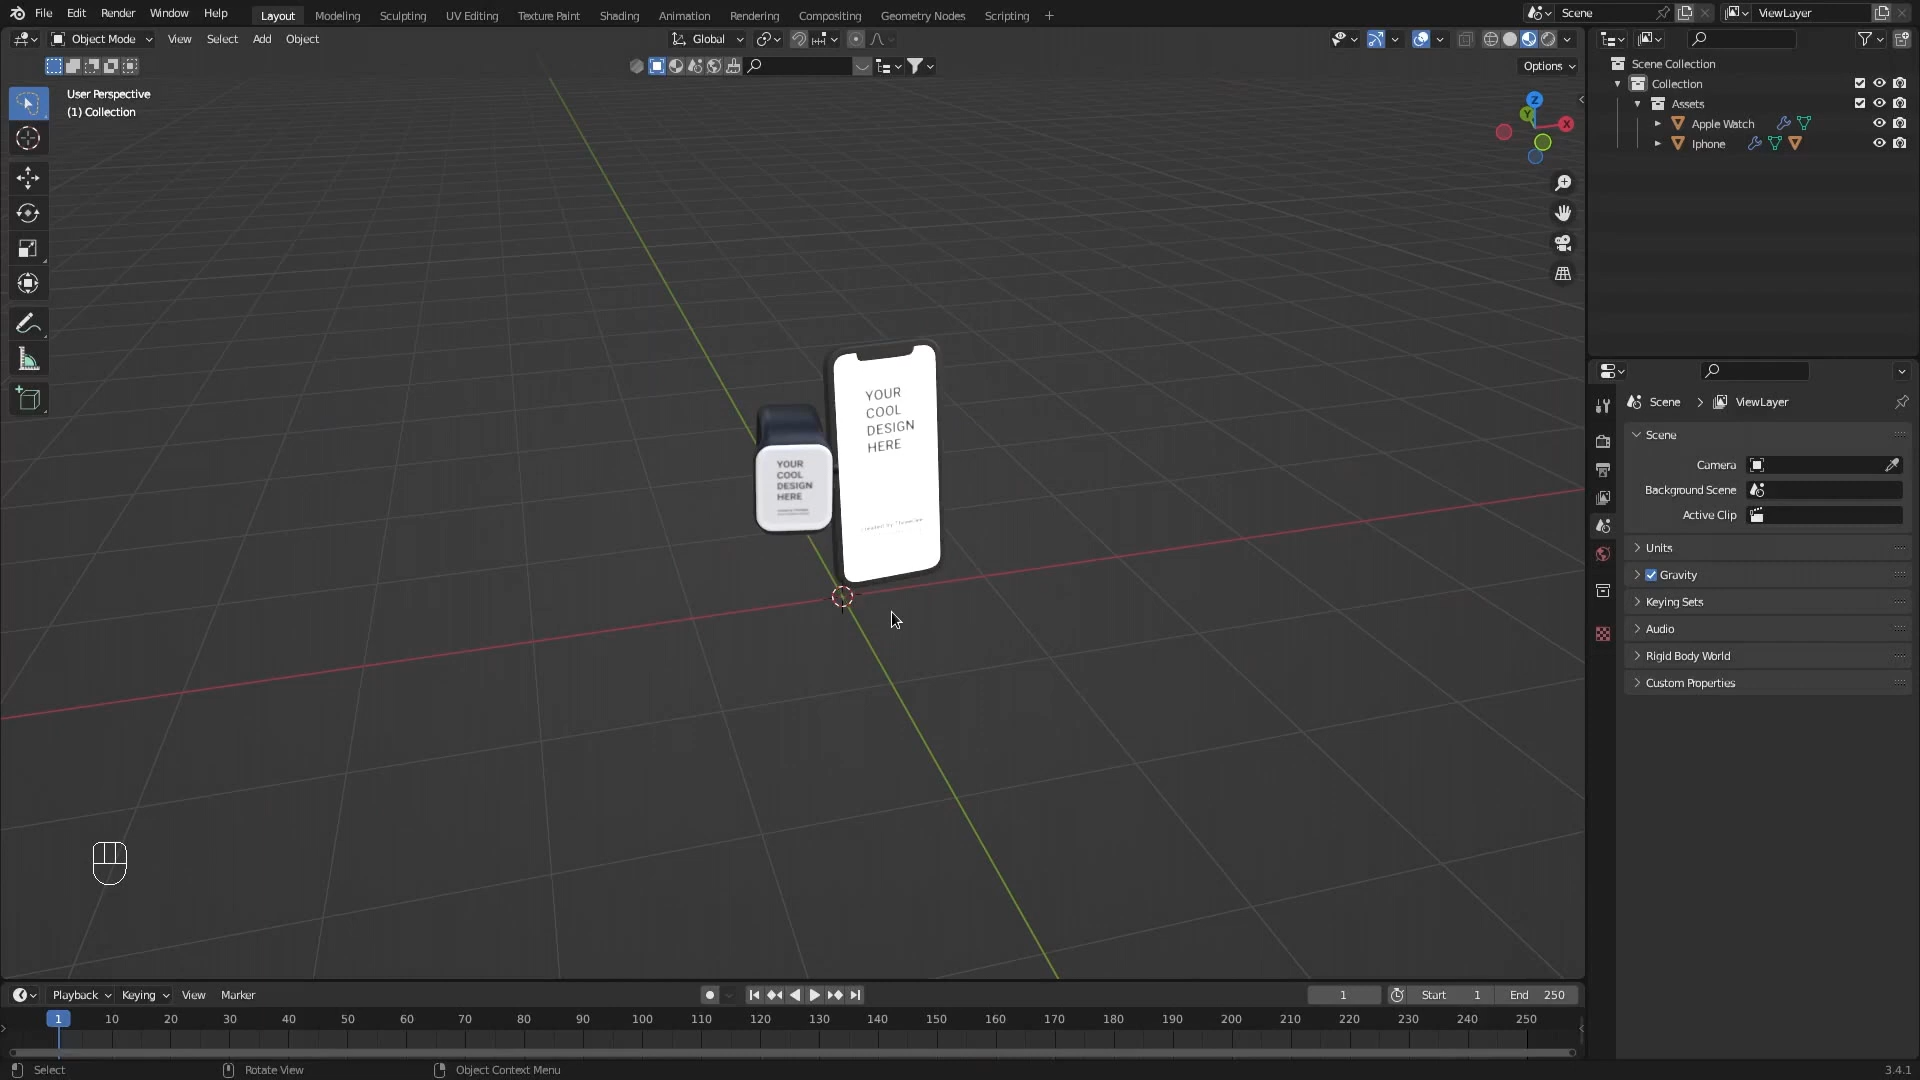 File Edit Render Window Help Layout Modeling Sculpting UV Editing Texture Paint Shading Animation Rendering Compositing Geometry Nodes Scripting + Scene ViewLayer
Object Mode View Select Add Object Global
Options
User Perspective
(1) Collection
Z
Y
X
YOUR
COOL
DESIGN
HERE
YOUR
COOL
DESIGN
HERE
Scene Collection
Collection
Assets
Apple Watch
Iphone
Scene > ViewLayer
Scene
Camera
Background Scene
Active Clip
Units
Gravity
Keying Sets
Audio
Rigid Body World
Custom Properties
Playback Keying View Marker 1 Start 1 End 250
1 10 20 30 40 50 60 70 80 90 100 110 120 130 140 150 160 170 180 190 200 210 220 230 240 250
Select Rotate View Object Context Menu 3.4.1